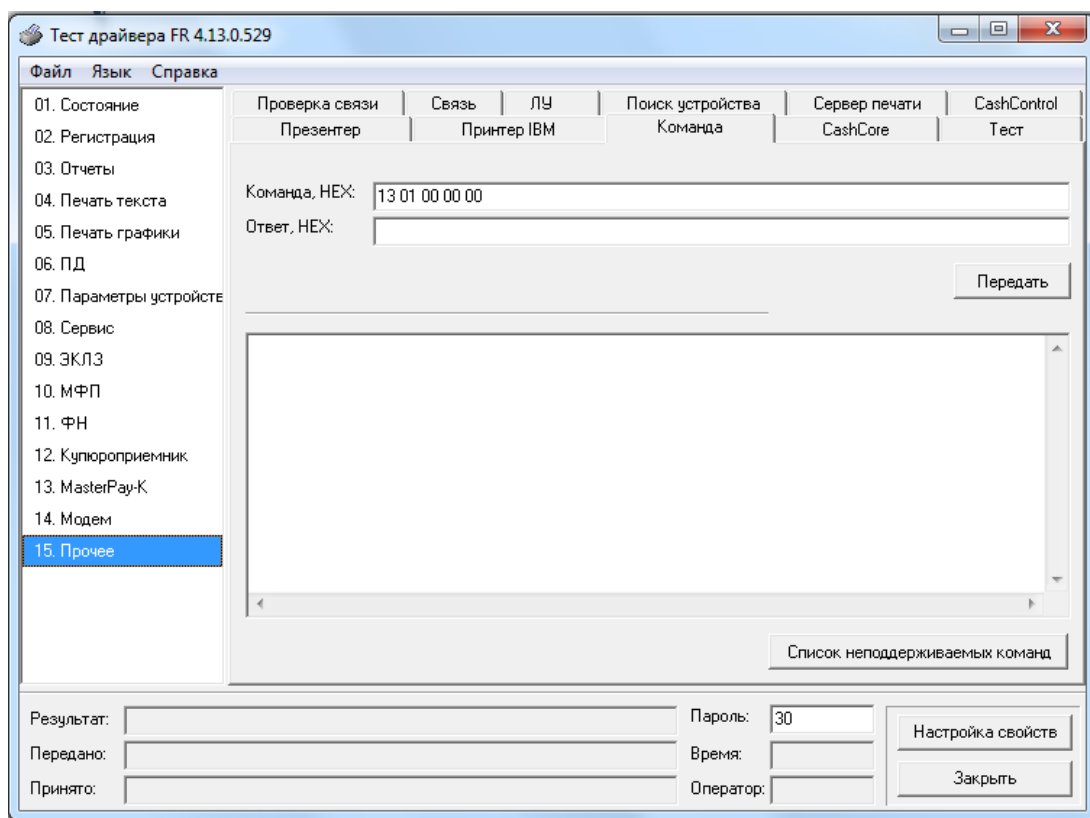 Тест драйвера FR 4.13.0.529
Файл Язык Справка
01. Состояние
02. Регистрация
03. Отчеты
04. Печать текста
05. Печать графики
06. ПД
07. Параметры устройств
08. Сервис
09. ЭКЛЗ
10. МФП
11. ФН
12. Купюроприемник
13. MasterPay-K
14. Модем
15. Прочее
Проверка связи Связь ЛУ Поиск устройства Сервер печати CashControl
Презентер Принтер IBM Команда CashCore Тест
Команда, HEX: 13 01 00 00 00
Ответ, HEX:
Передать
Список неподдерживаемых команд
Результат:
Передано:
Принято:
Пароль: 30
Время:
Оператор:
Настройка свойств
Закрыть